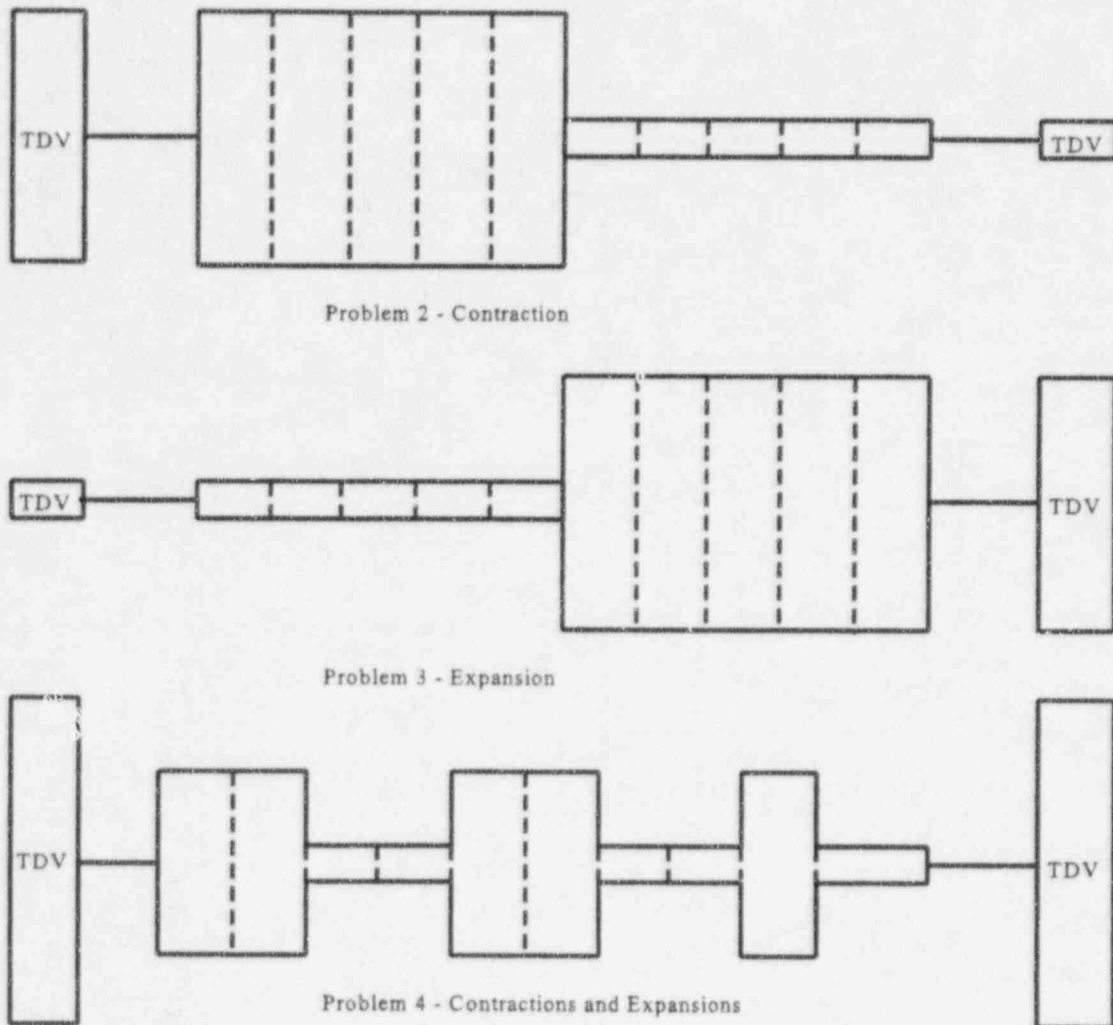 TDV
TDV
Problem 2 - Contraction
TDV
TDV
Problem 3 - Expansion
TDV
TDV
Problem 4 - Contractions and Expansions